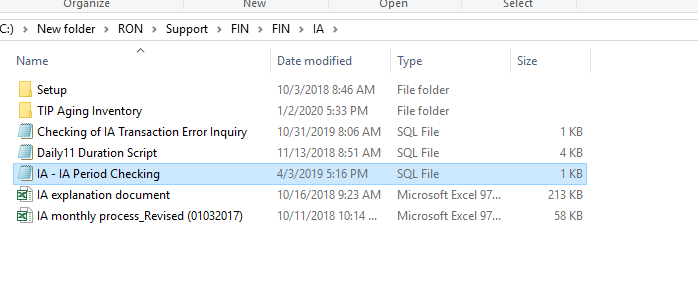 Organize New Open Select
C:) > New folder > RON > Support > FIN > FIN > IA >
Name Date modified Type Size
Setup 10/3/2018 8:46 AM File folder
TIP Aging Inventory 1/2/2020 5:33 PM File folder
Checking of IA Transaction Error Inquiry 10/31/2019 8:06 AM SQL File 1 KB
Daily11 Duration Script 11/13/2018 8:51 AM SQL File 4 KB
IA - IA Period Checking 4/3/2019 5:16 PM SQL File 1 KB
IA explanation document 10/16/2018 9:23 AM Microsoft Excel 97... 213 KB
IA monthly process_Revised (01032017) 10/11/2018 10:14 ... Microsoft Excel 97... 58 KB